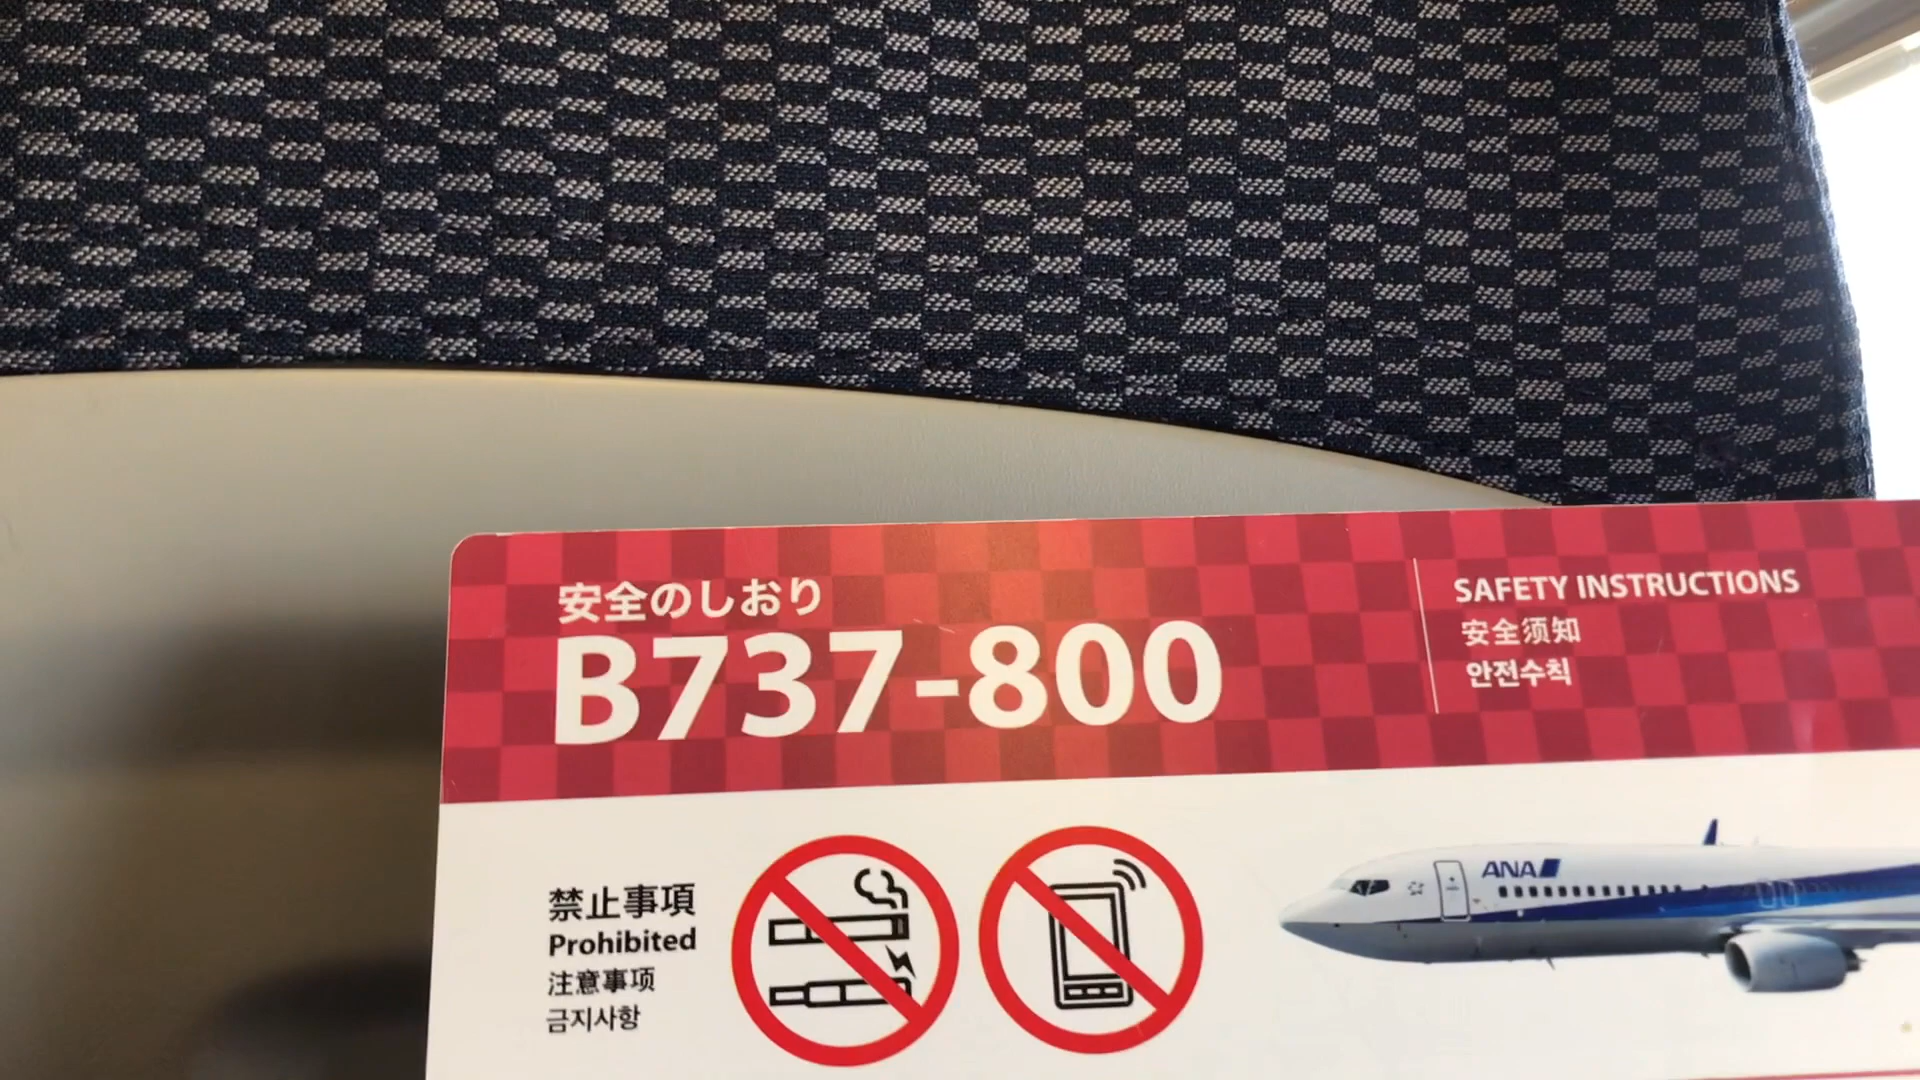 安全のしおり
B737-800
SAFETY INSTRUCTIONS
安全须知
안전수칙
禁止事項
Prohibited
注意事项
금지사항
ANA